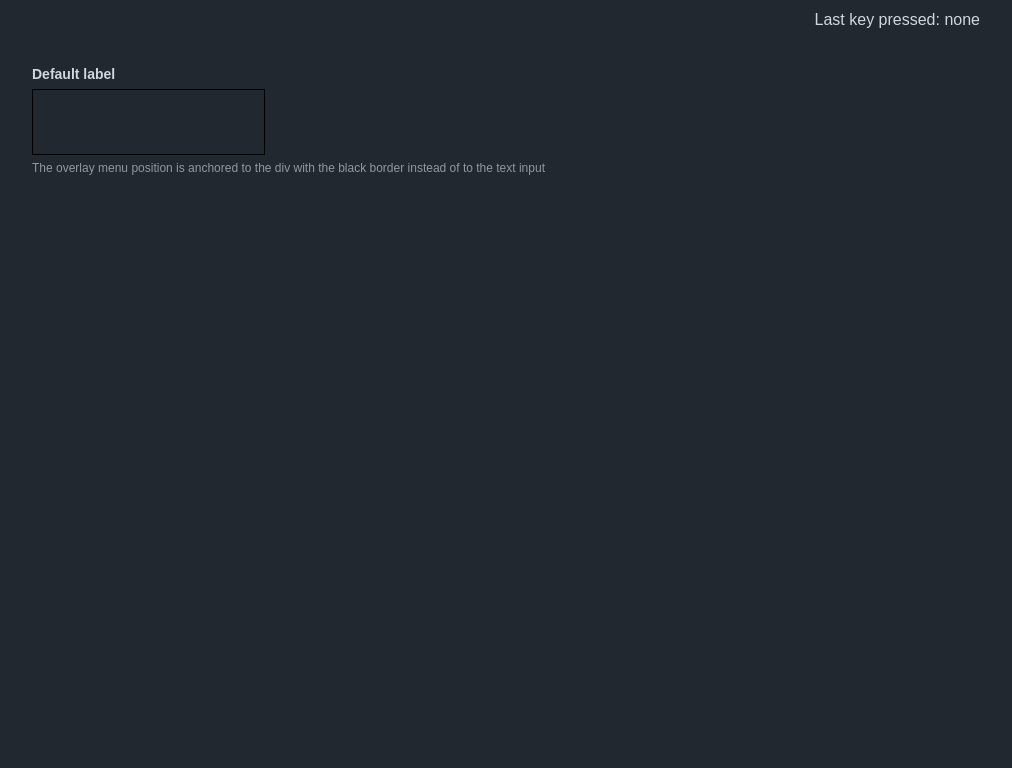 Last key pressed: none
Default label
The overlay menu position is anchored to the div with the black border instead of to the text input